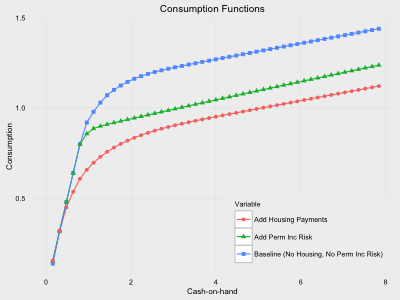 Consumption Functions
1.5
1.0
0.5
Consumption
0
2
4
6
8
Cash-on-hand
Variable
Add Housing Payments
Add Perm Inc Risk
Baseline (No Housing, No Perm Inc Risk)